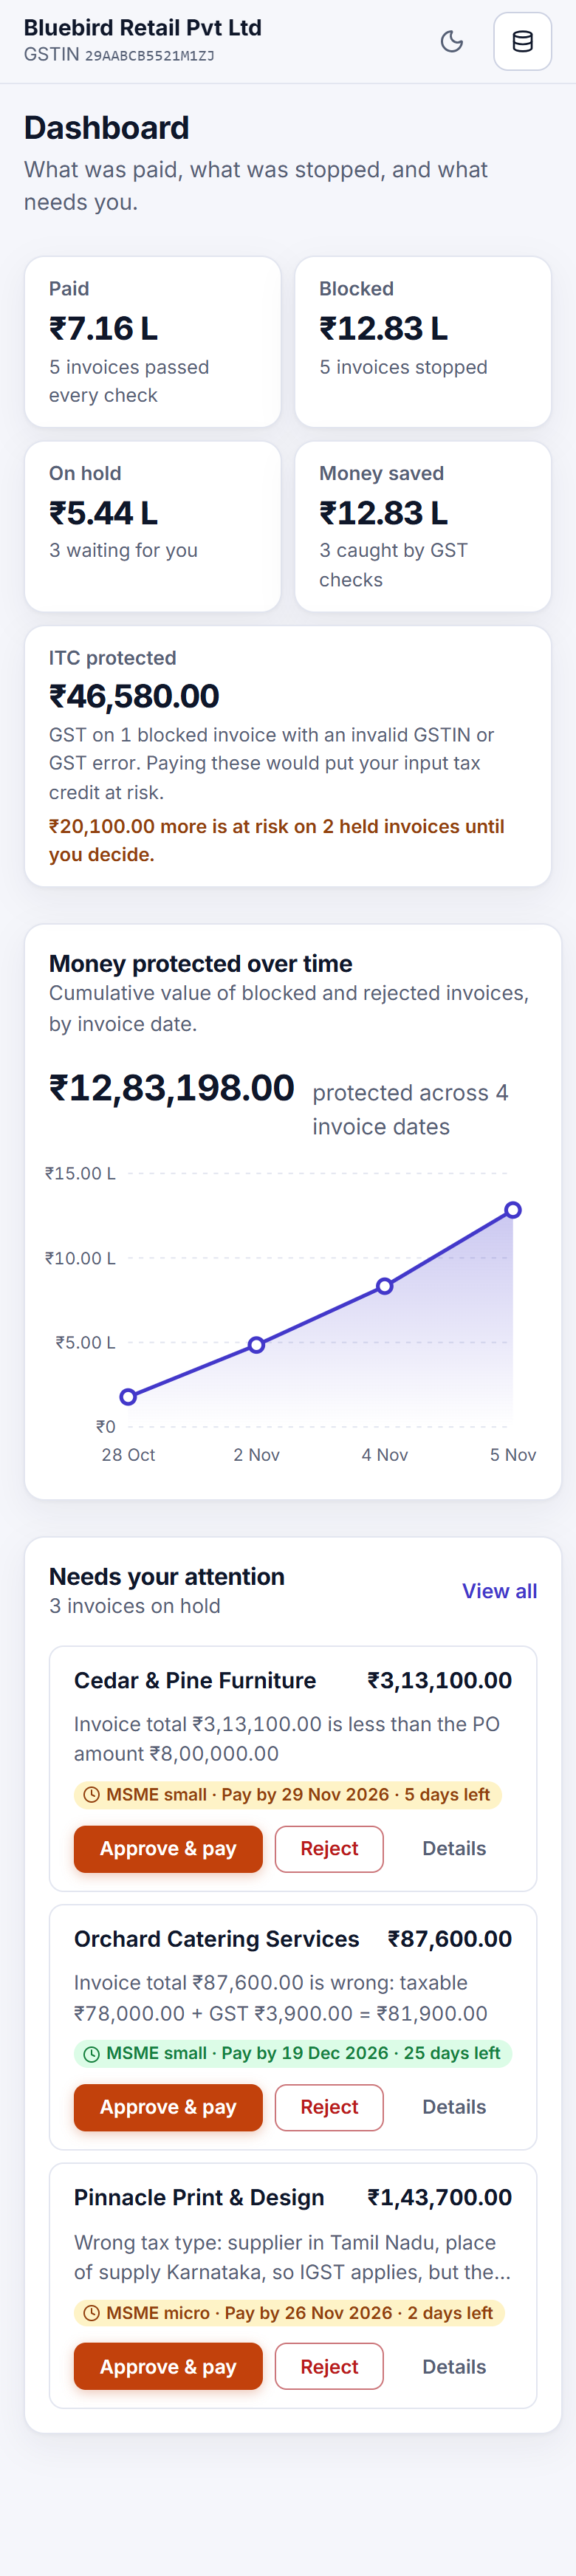 Bluebird Retail Pvt Ltd
GSTIN 29AABCB5521M1ZJ
Dashboard
What was paid, what was stopped, and what
needs you.
Paid
₹7.16 L
5 invoices passed
every check
Blocked
₹12.83 L
5 invoices stopped
On hold
₹5.44 L
3 waiting for you
Money saved
₹12.83 L
3 caught by GST
checks
ITC protected
₹46,580.00
GST on 1 blocked invoice with an invalid GSTIN or
GST error. Paying these would put your input tax
credit at risk.
₹20,100.00 more is at risk on 2 held invoices until
you decide.
Money protected over time
Cumulative value of blocked and rejected invoices,
by invoice date.
₹12,83,198.00 protected across 4
invoice dates
₹15.00 L
₹10.00 L
₹5.00 L
₹0
28 Oct 2 Nov 4 Nov 5 Nov
Needs your attention
3 invoices on hold
View all
Cedar & Pine Furniture ₹3,13,100.00
Invoice total ₹3,13,100.00 is less than the PO
amount ₹8,00,000.00
MSME small · Pay by 29 Nov 2026 · 5 days left
Approve & pay Reject Details
Orchard Catering Services ₹87,600.00
Invoice total ₹87,600.00 is wrong: taxable
₹78,000.00 + GST ₹3,900.00 = ₹81,900.00
MSME small · Pay by 19 Dec 2026 · 25 days left
Approve & pay Reject Details
Pinnacle Print & Design ₹1,43,700.00
Wrong tax type: supplier in Tamil Nadu, place
of supply Karnataka, so IGST applies, but the...
MSME micro · Pay by 26 Nov 2026 · 2 days left
Approve & pay Reject Details